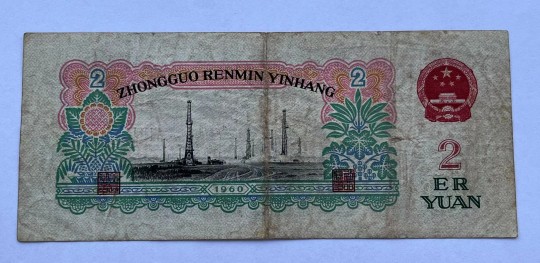 ZHONGGUO RENMIN YINHANG
2
2
1960
2
ER
YUAN